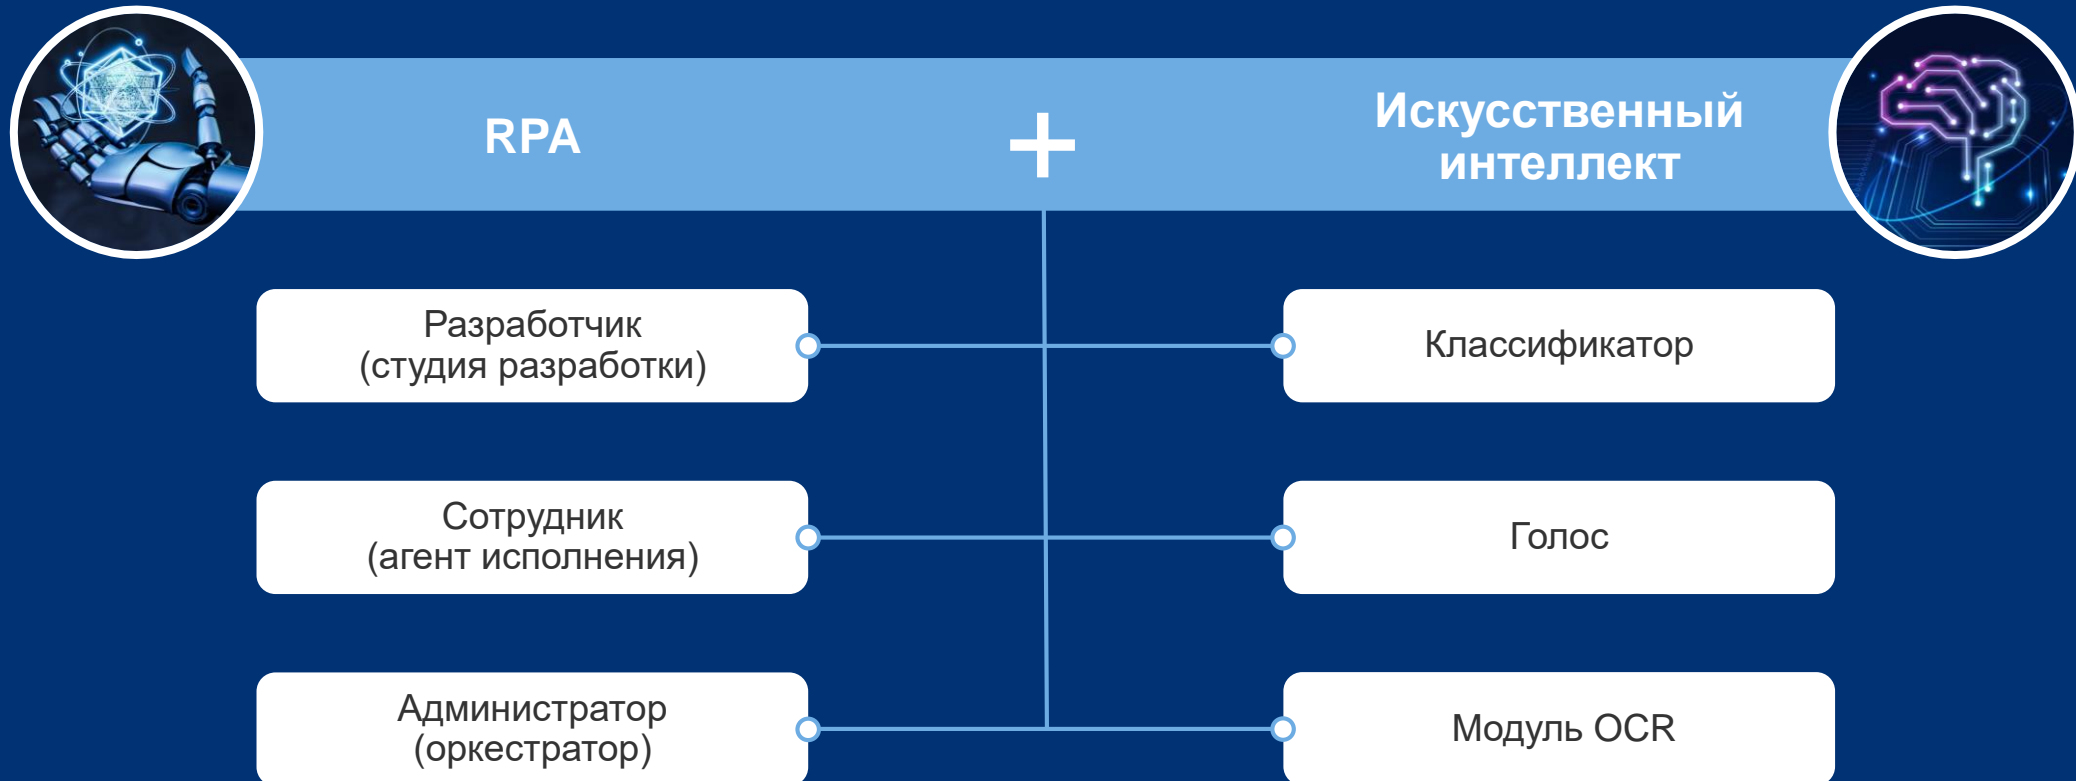 RPA
+
Искусственный
интеллект
Разработчик
(студия разработки)
Классификатор
Сотрудник
(агент исполнения)
Голос
Администратор
(оркестратор)
Модуль OCR